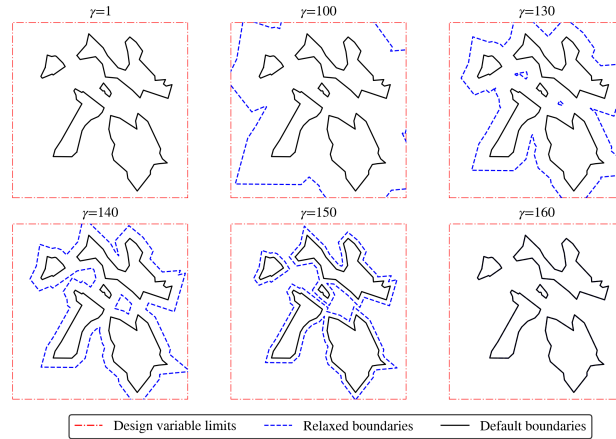 γ=1
γ=100
γ=130
γ=140
γ=150
γ=160
Design variable limits
Relaxed boundaries
Default boundaries